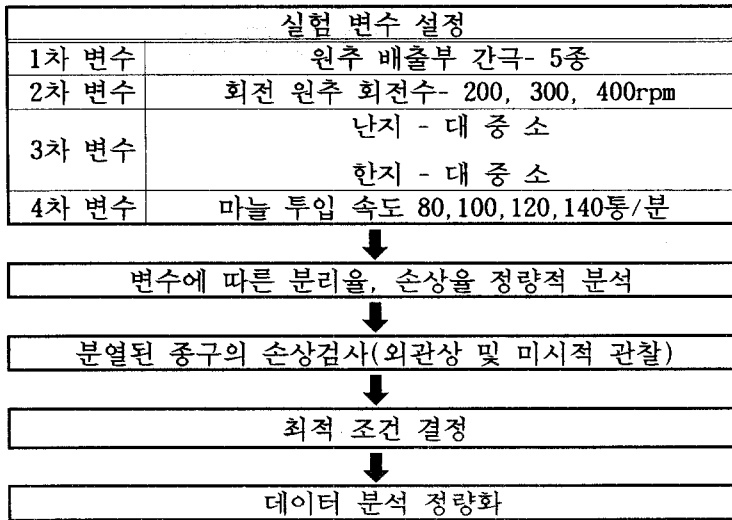 실험 변수 설정
1차 변수 원추 배출부 간극- 5종
2차 변수 회전 원추 회전수- 200, 300, 400rpm
3차 변수 난지 - 대 중 소
한지 - 대 중 소
4차 변수 마늘 투입 속도 80,100,120,140통/분
변수에 따른 분리율, 손상율 정량적 분석
분열된 종구의 손상검사(외관상 및 미시적 관찰)
최적 조건 결정
데이터 분석 정량화